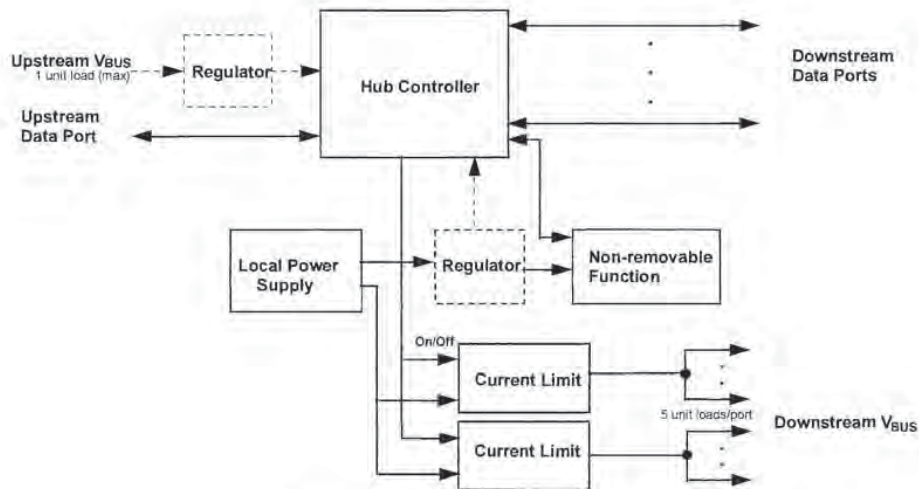 Upstream VBUS
1 unit load (max)
Regulator
Hub Controller
Downstream
Data Ports
Upstream
Data Port
Local Power
Supply
Regulator
Non-removable
Function
On/Off
Current Limit
5 unit loads/port
Downstream VBUS
Current Limit